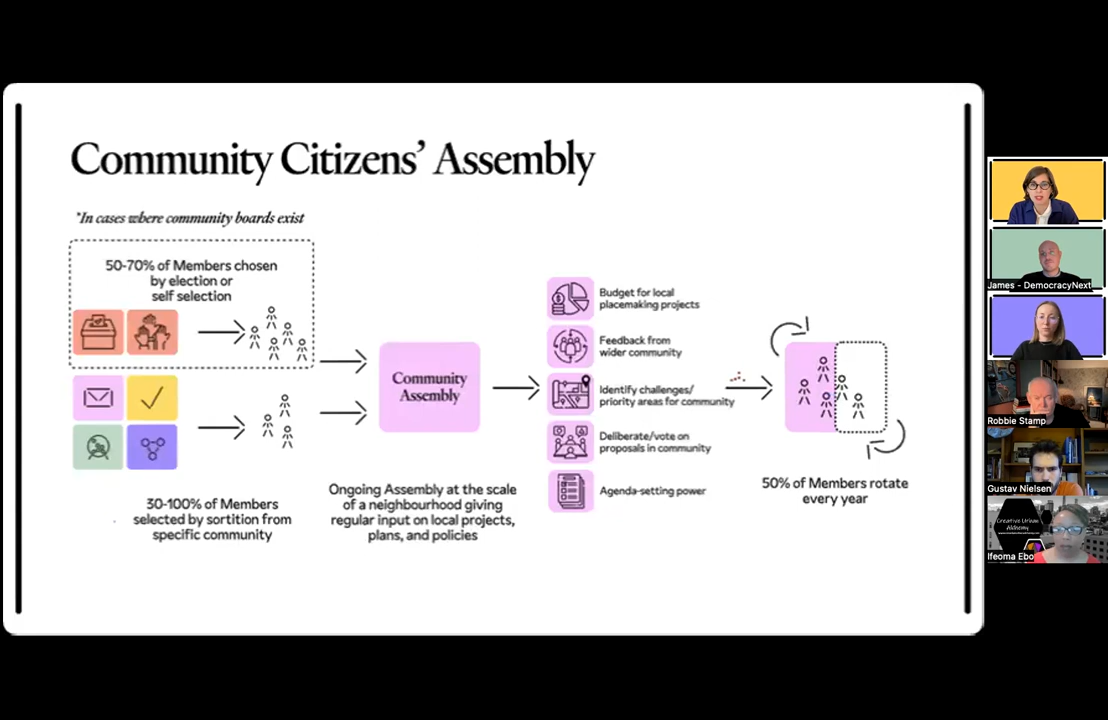 Community Citizens' Assembly
*In cases where community boards exist
50-70% of Members chosen
by election or
self selection
30-100% of Members
selected by sortition from
specific community
Community
Assembly
Ongoing Assembly at the scale
of a neighbourhood giving
regular input on local projects,
plans, and policies
Budget for local
placemaking projects
Feedback from
wider community
Identify challenges/
priority areas for community
Deliberate/vote on
proposals in community
Agenda-setting power
50% of Members rotate
every year
James - DemocracyNext
Robbie Stamp
Gustav Nielsen
Creative Urban
Alchemy
Ifeoma Ebo